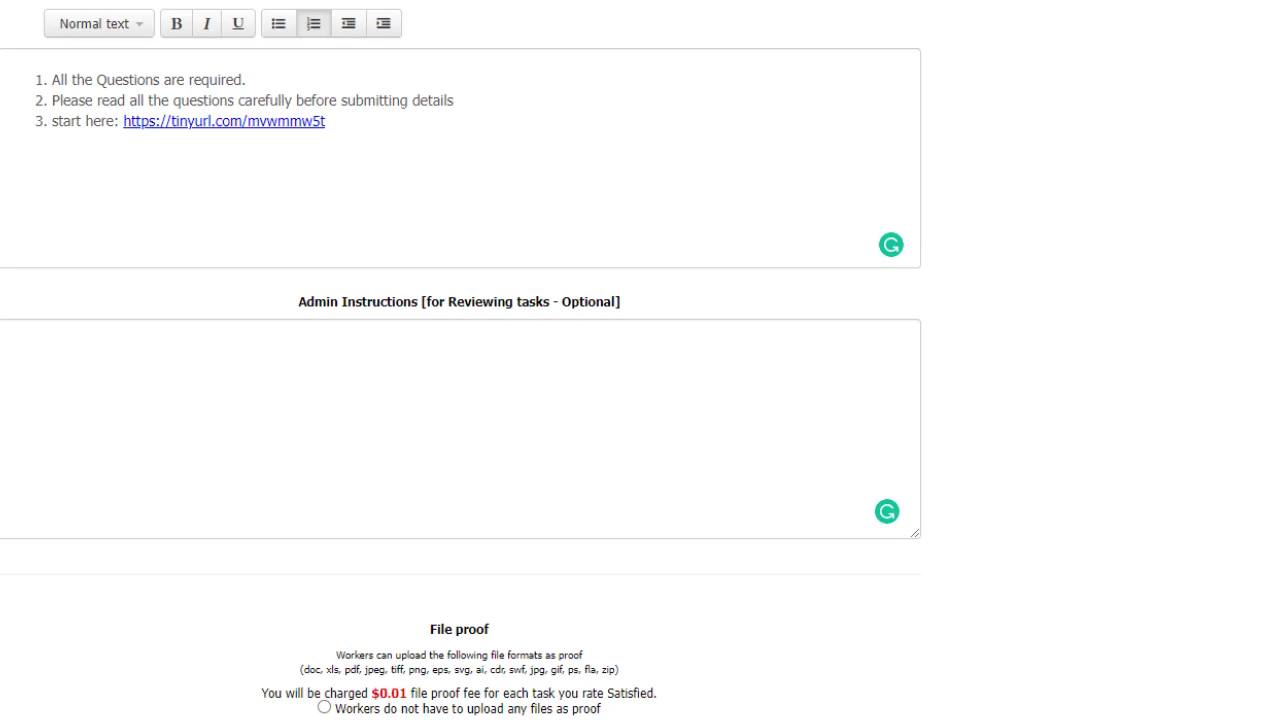 Normal text B I U
1. All the Questions are required.
2. Please read all the questions carefully before submitting details
3. start here: https://tinyurl.com/mvwmmw5t
Admin Instructions [for Reviewing tasks - Optional]
File proof
Workers can upload the following file formats as proof
(doc, xls, pdf, jpeg, tiff, png, eps, svg, ai, cdr, swf, jpg, gif, ps, fla, zip)
You will be charged $0.01 file proof fee for each task you rate Satisfied.
Workers do not have to upload any files as proof